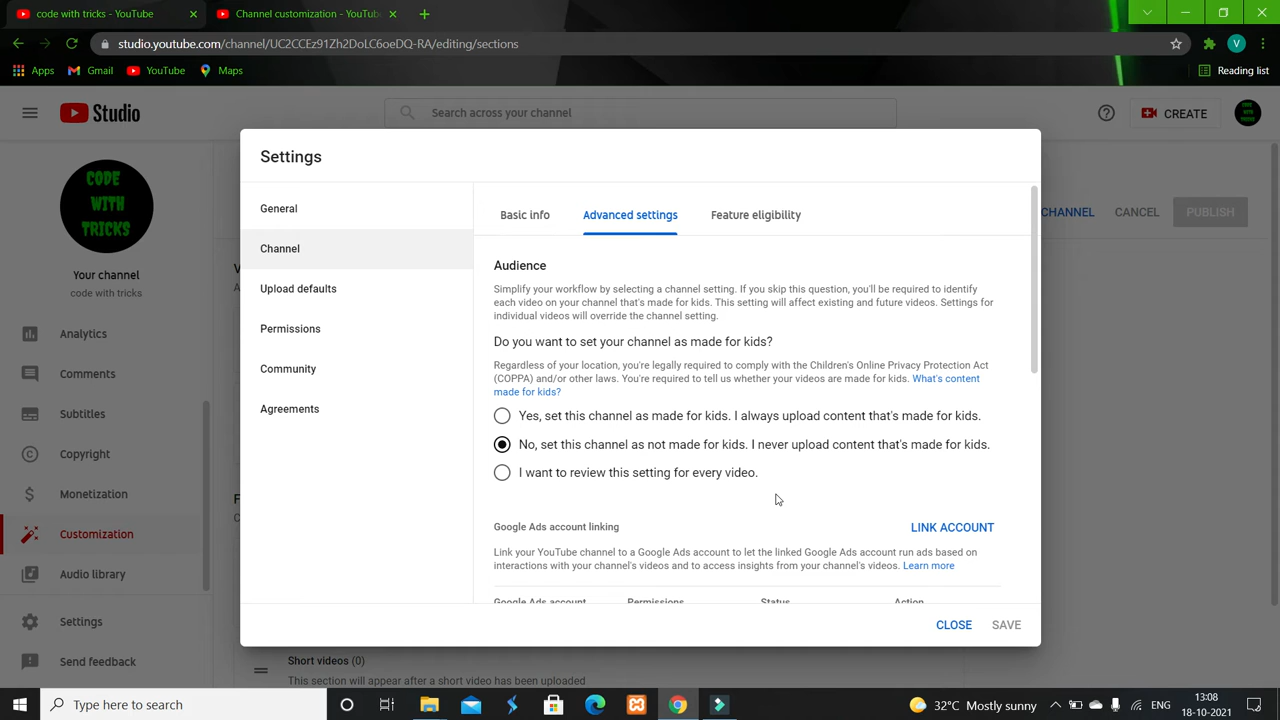 code with tricks - YouTube
Channel customization - YouTub
studio.youtube.com/channel/UC2CCEz91Zh2DoLC6oeDQ-RA/editing/sections
V
Apps
Gmail
YouTube
Maps
Reading list
Studio
Search across your channel
CREATE
CODE
WITH
TRICKS
Your channel
code with tricks
Analytics
Comments
Subtitles
Copyright
Monetization
Customization
Audio library
Settings
Send feedback
CHANNEL
CANCEL
PUBLISH
Settings
General
Channel
Upload defaults
Permissions
Community
Agreements
Basic info
Advanced settings
Feature eligibility
Audience
Simplify your workflow by selecting a channel setting. If you skip this question, you'll be required to identify
each video on your channel that's made for kids. This setting will affect existing and future videos. Settings for
individual videos will override the channel setting.
Do you want to set your channel as made for kids?
Regardless of your location, you're legally required to comply with the Children's Online Privacy Protection Act
(COPPA) and/or other laws. You're required to tell us whether your videos are made for kids. What's content
made for kids?
Yes, set this channel as made for kids. I always upload content that's made for kids.
No, set this channel as not made for kids. I never upload content that's made for kids.
I want to review this setting for every video.
Google Ads account linking
LINK ACCOUNT
Link your YouTube channel to a Google Ads account to let the linked Google Ads account run ads based on
interactions with your channel's videos and to access insights from your channel's videos. Learn more
Google Ads account
Permissions
Status
Action
CLOSE
SAVE
Short videos (0)
This section will appear after a short video has been uploaded
Type here to search
32°C Mostly sunny
ENG
13:08
18-10-2021